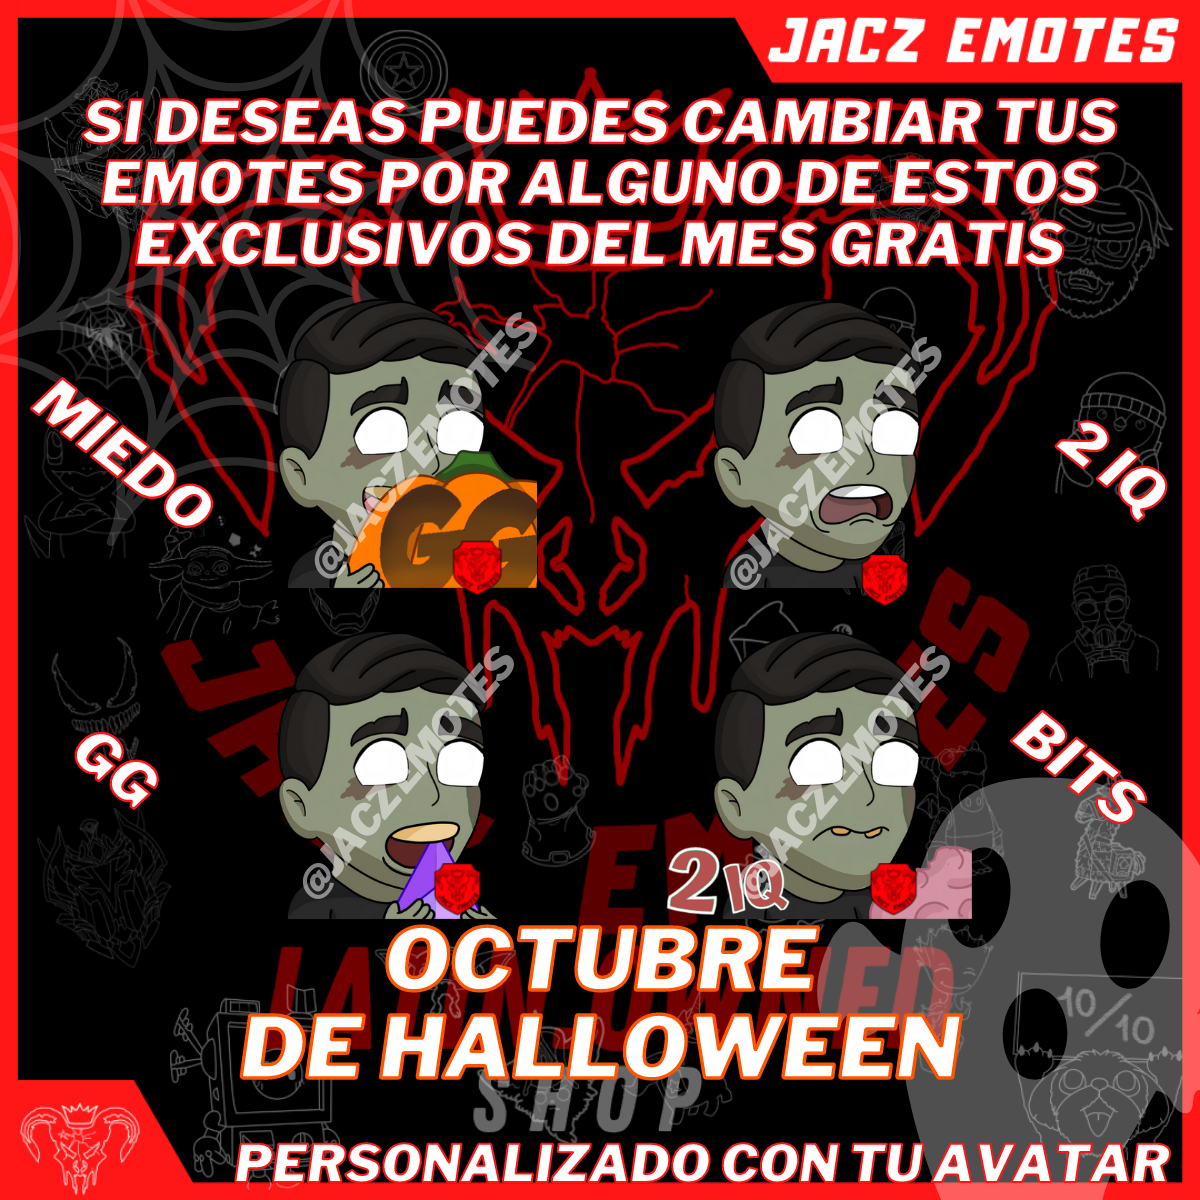 JACZ EMOTES
SI DESEAS PUEDES CAMBIAR TUS
EMOTES POR ALGUNO DE ESTOS
EXCLUSIVOS DEL MES GRATIS
MIEDO
@JACZEMOTES
GG
@JACZEMOTES
2 IQ
GG
@JACZEMOTES
2 IQ
@JACZEMOTES
BITS
OCTUBRE
DE HALLOWEEN
LATIN OWNED
SHOP
10/10
PERSONALIZADO CON TU AVATAR